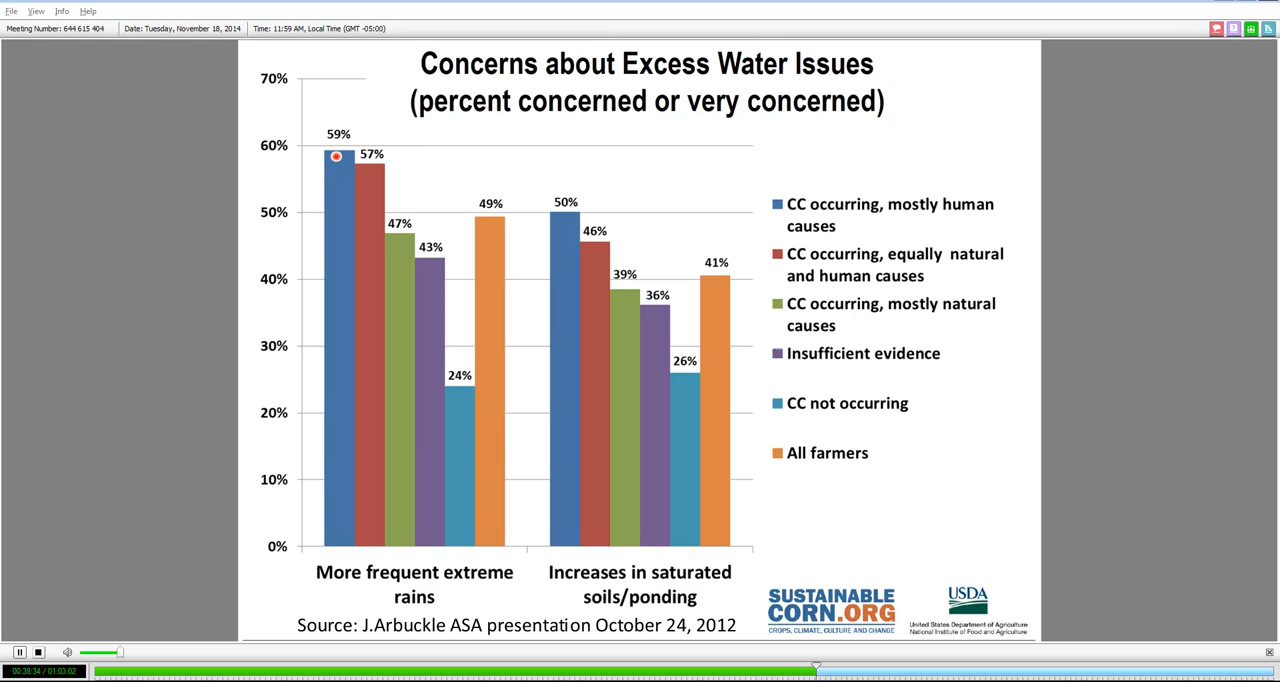 File View Info Help
Meeting Number: 644 615 404 Date: Tuesday, November 18, 2014 Time: 11:59 AM, Local Time (GMT -05:00)
Concerns about Excess Water Issues
(percent concerned or very concerned)
70%
60%
50%
40%
30%
20%
10%
0%
59%
57%
47%
43%
24%
49%
50%
46%
39%
36%
26%
41%
More frequent extreme
rains
Increases in saturated
soils/ponding
CC occurring, mostly human
causes
CC occurring, equally natural
and human causes
CC occurring, mostly natural
causes
Insufficient evidence
CC not occurring
All farmers
Source: J.Arbuckle ASA presentation October 24, 2012
SUSTAINABLE
CORN.ORG
CROPS, CLIMATE, CULTURE AND CHANGE
USDA
United States Department of Agriculture
National Institute of Food and Agriculture
00:38:34 / 01:03:02